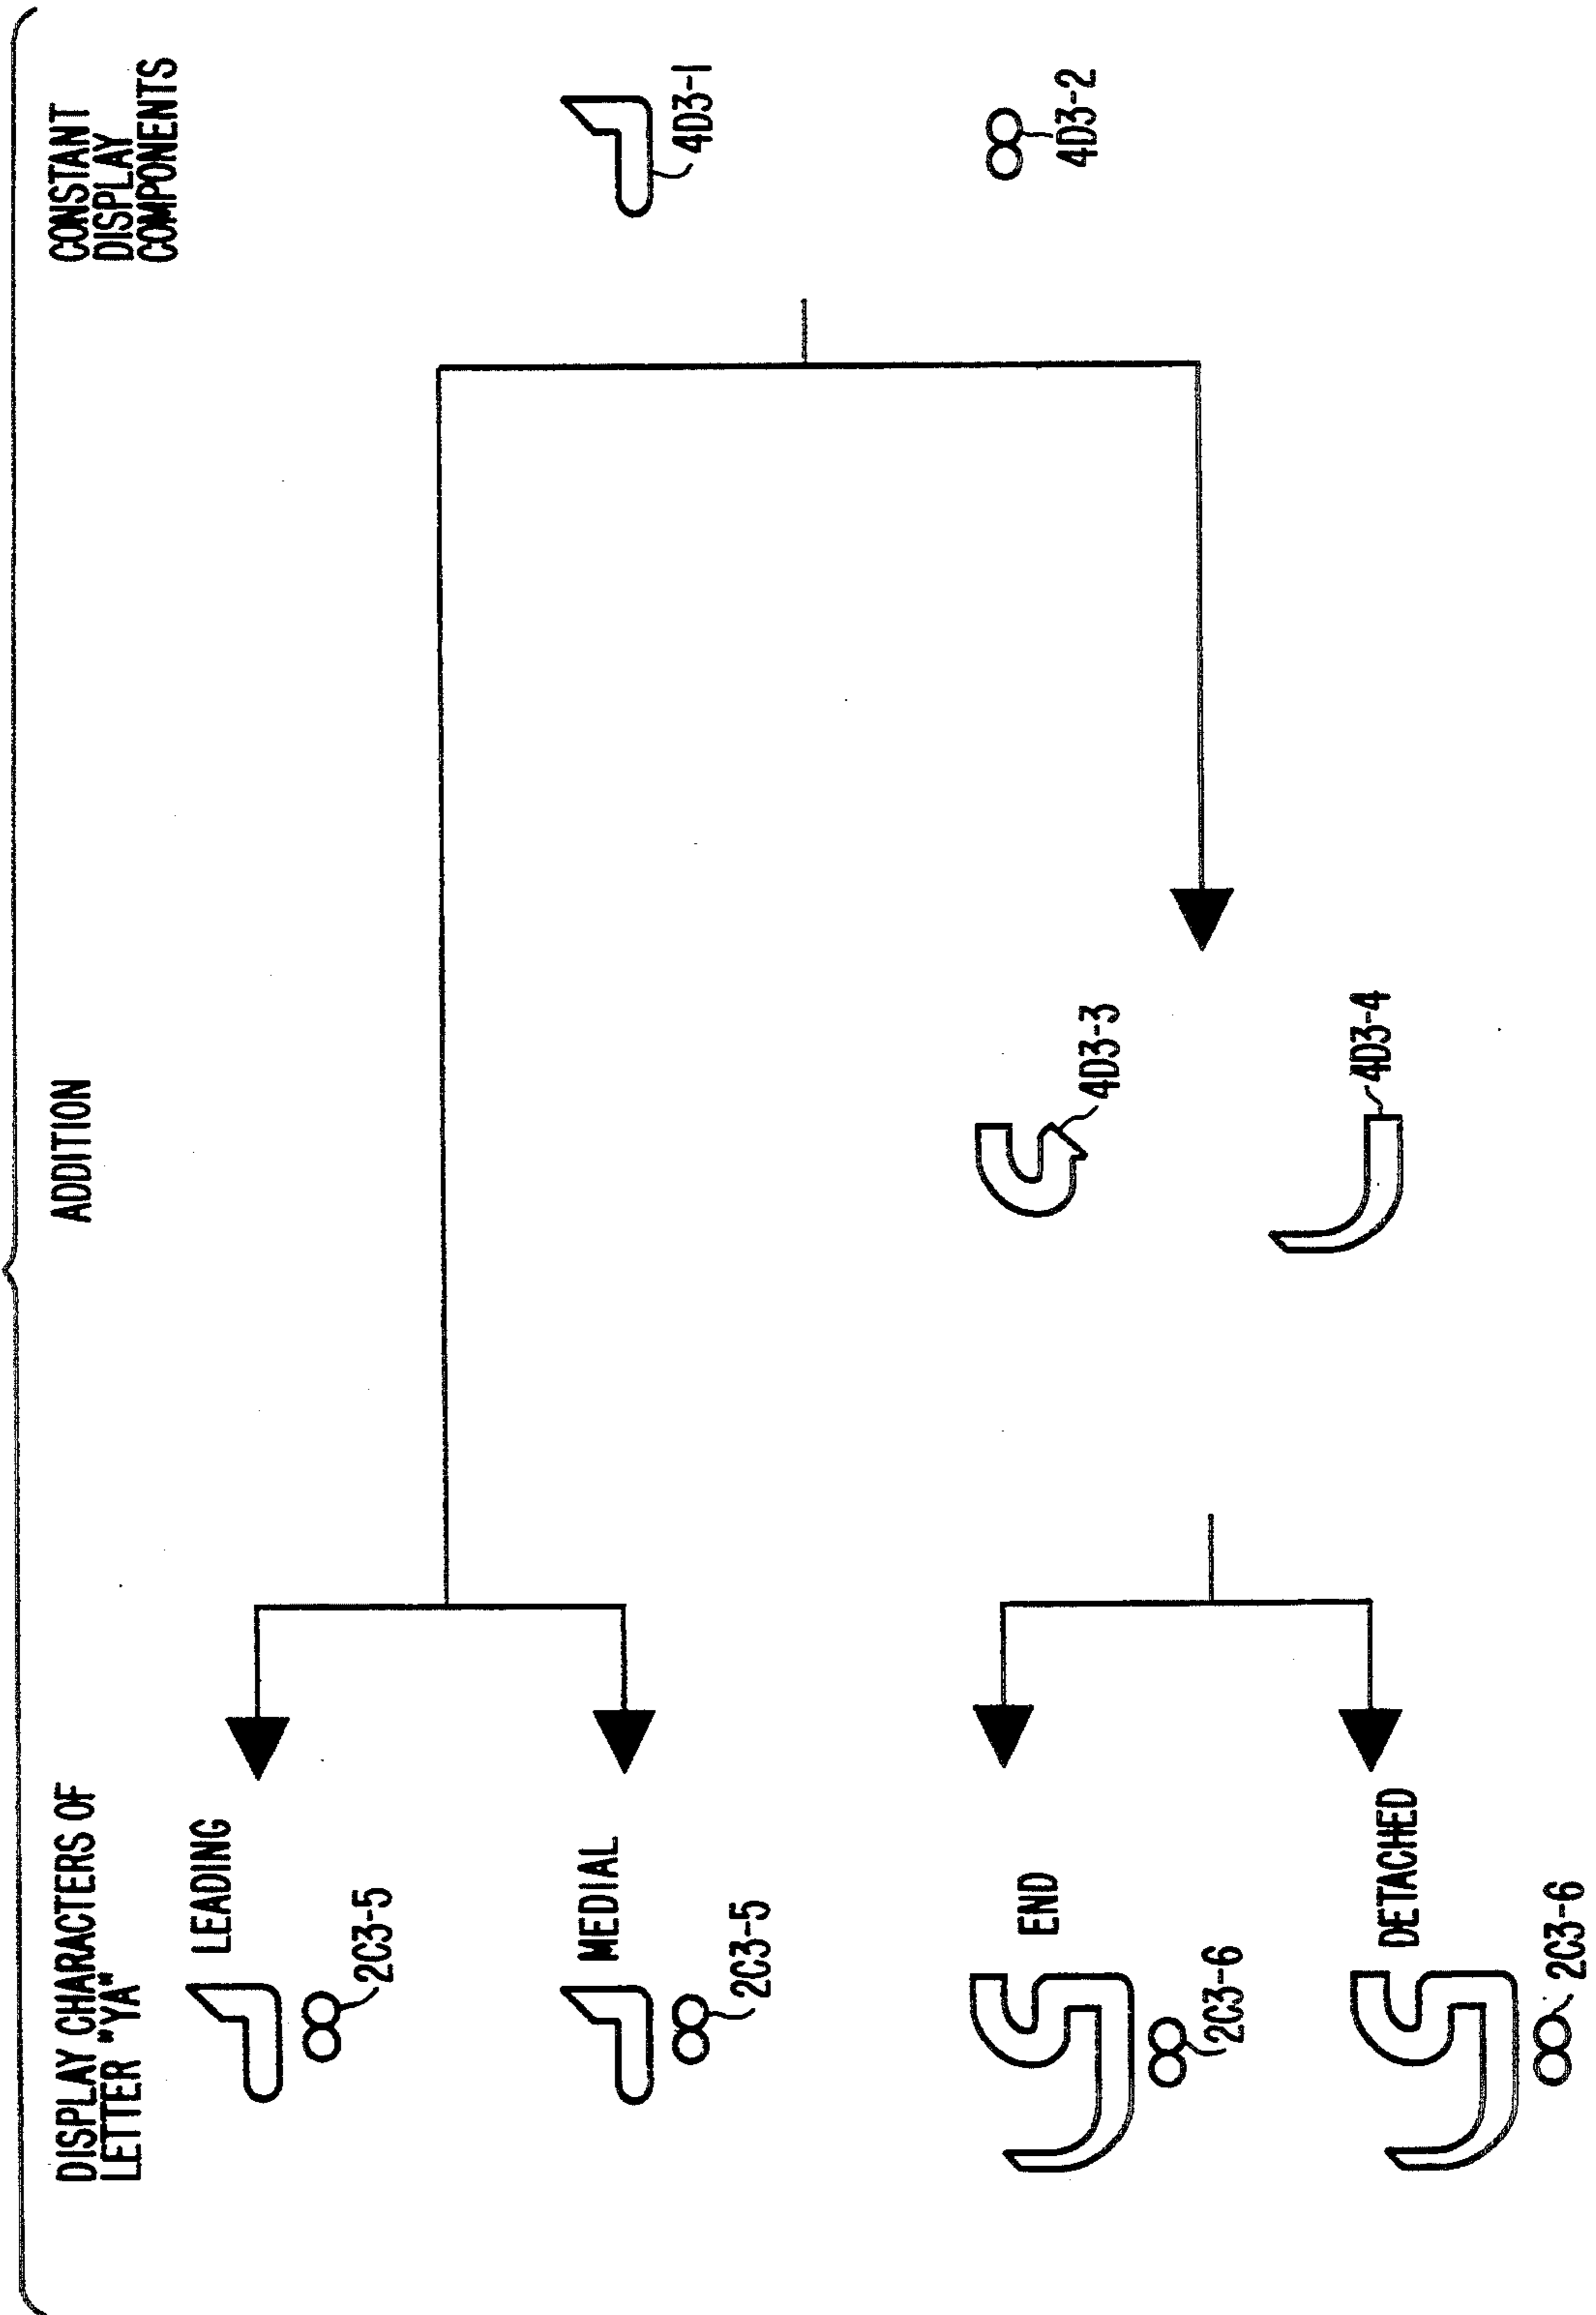 DISPLAY CHARACTERS OF
LETTER "YA"
ADDITION
CONSTANT
DISPLAY
COMPONENTS
LEADING
2C3-5
4D3-1
MEDIAL
2C3-5
END
2C3-6
4D3-3
4D3-2
DETACHED
2C3-6
4D3-4